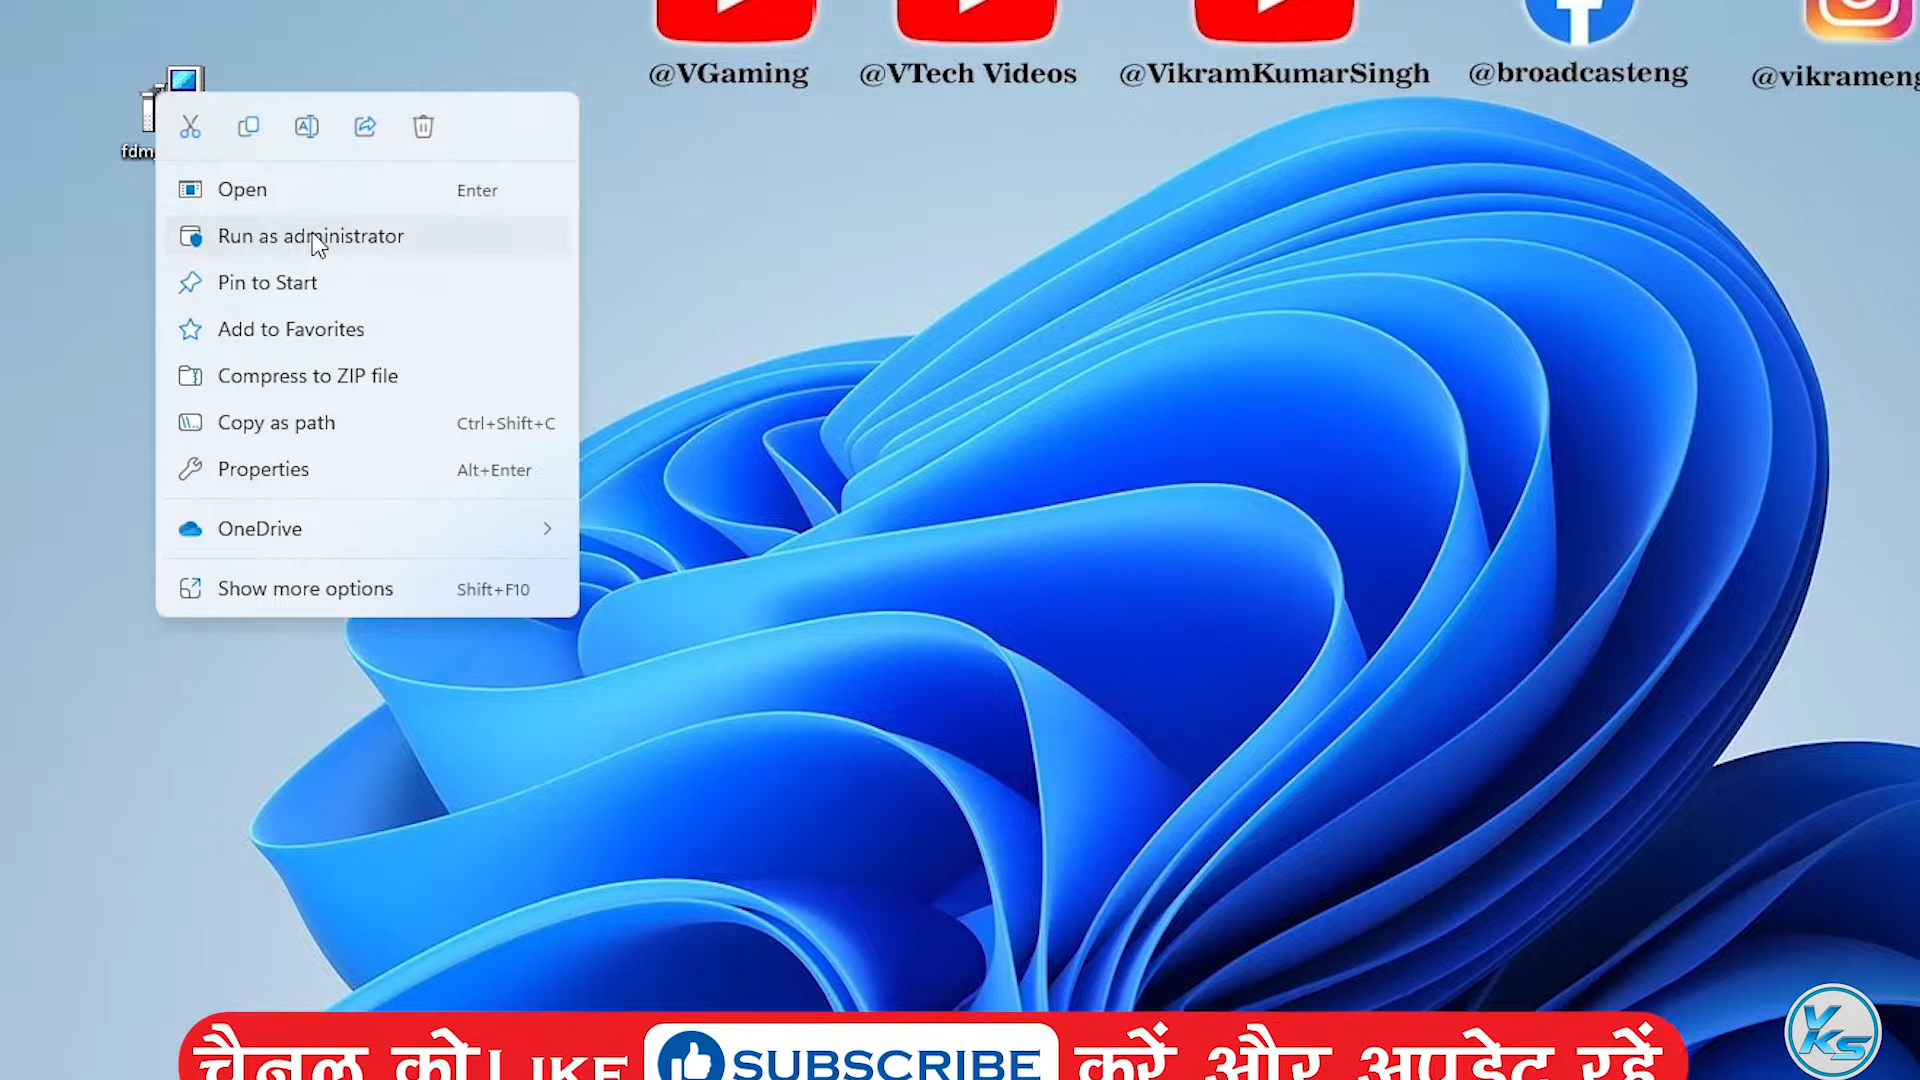 @VGaming @VTech Videos @VikramKumarSingh @broadcasteng @vikrameng
fdm
Open Enter
Run as administrator
Pin to Start
Add to Favorites
Compress to ZIP file
Copy as path Ctrl+Shift+C
Properties Alt+Enter
OneDrive
Show more options Shift+F10
चैनल को LIKE SUBSCRIBE करें और अपडेट रहें
VKS